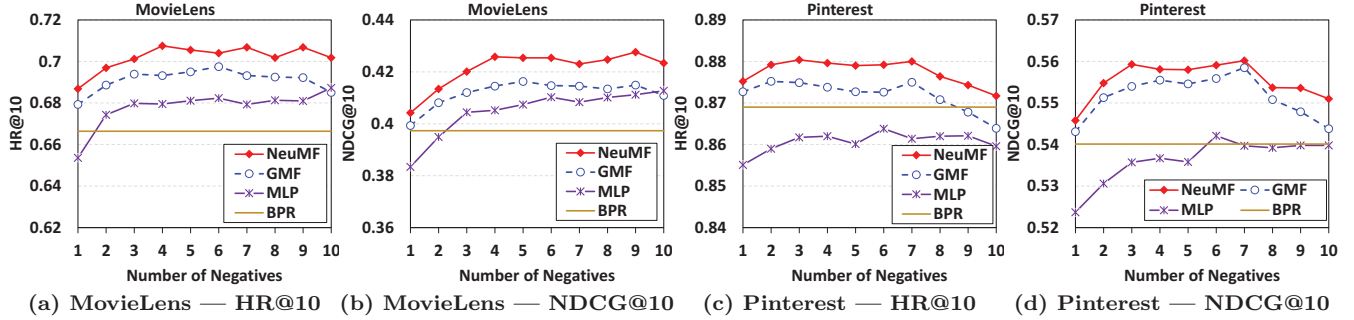 MovieLens
0.72
0.7
0.68
0.66
0.64
0.62
HR@10
NeuMF
GMF
MLP
BPR
1 2 3 4 5 6 7 8 9 10
Number of Negatives
(a) MovieLens — HR@10
MovieLens
0.44
0.42
0.4
0.38
0.36
NDCG@10
NeuMF
GMF
MLP
BPR
1 2 3 4 5 6 7 8 9 10
Number of Negatives
(b) MovieLens — NDCG@10
Pinterest
0.89
0.88
0.87
0.86
0.85
0.84
HR@10
NeuMF
GMF
MLP
BPR
1 2 3 4 5 6 7 8 9 10
Number of Negatives
(c) Pinterest — HR@10
Pinterest
0.57
0.56
0.55
0.54
0.53
0.52
NDCG@10
NeuMF GMF
MLP BPR
1 2 3 4 5 6 7 8 9 10
Number of Negatives
(d) Pinterest — NDCG@10